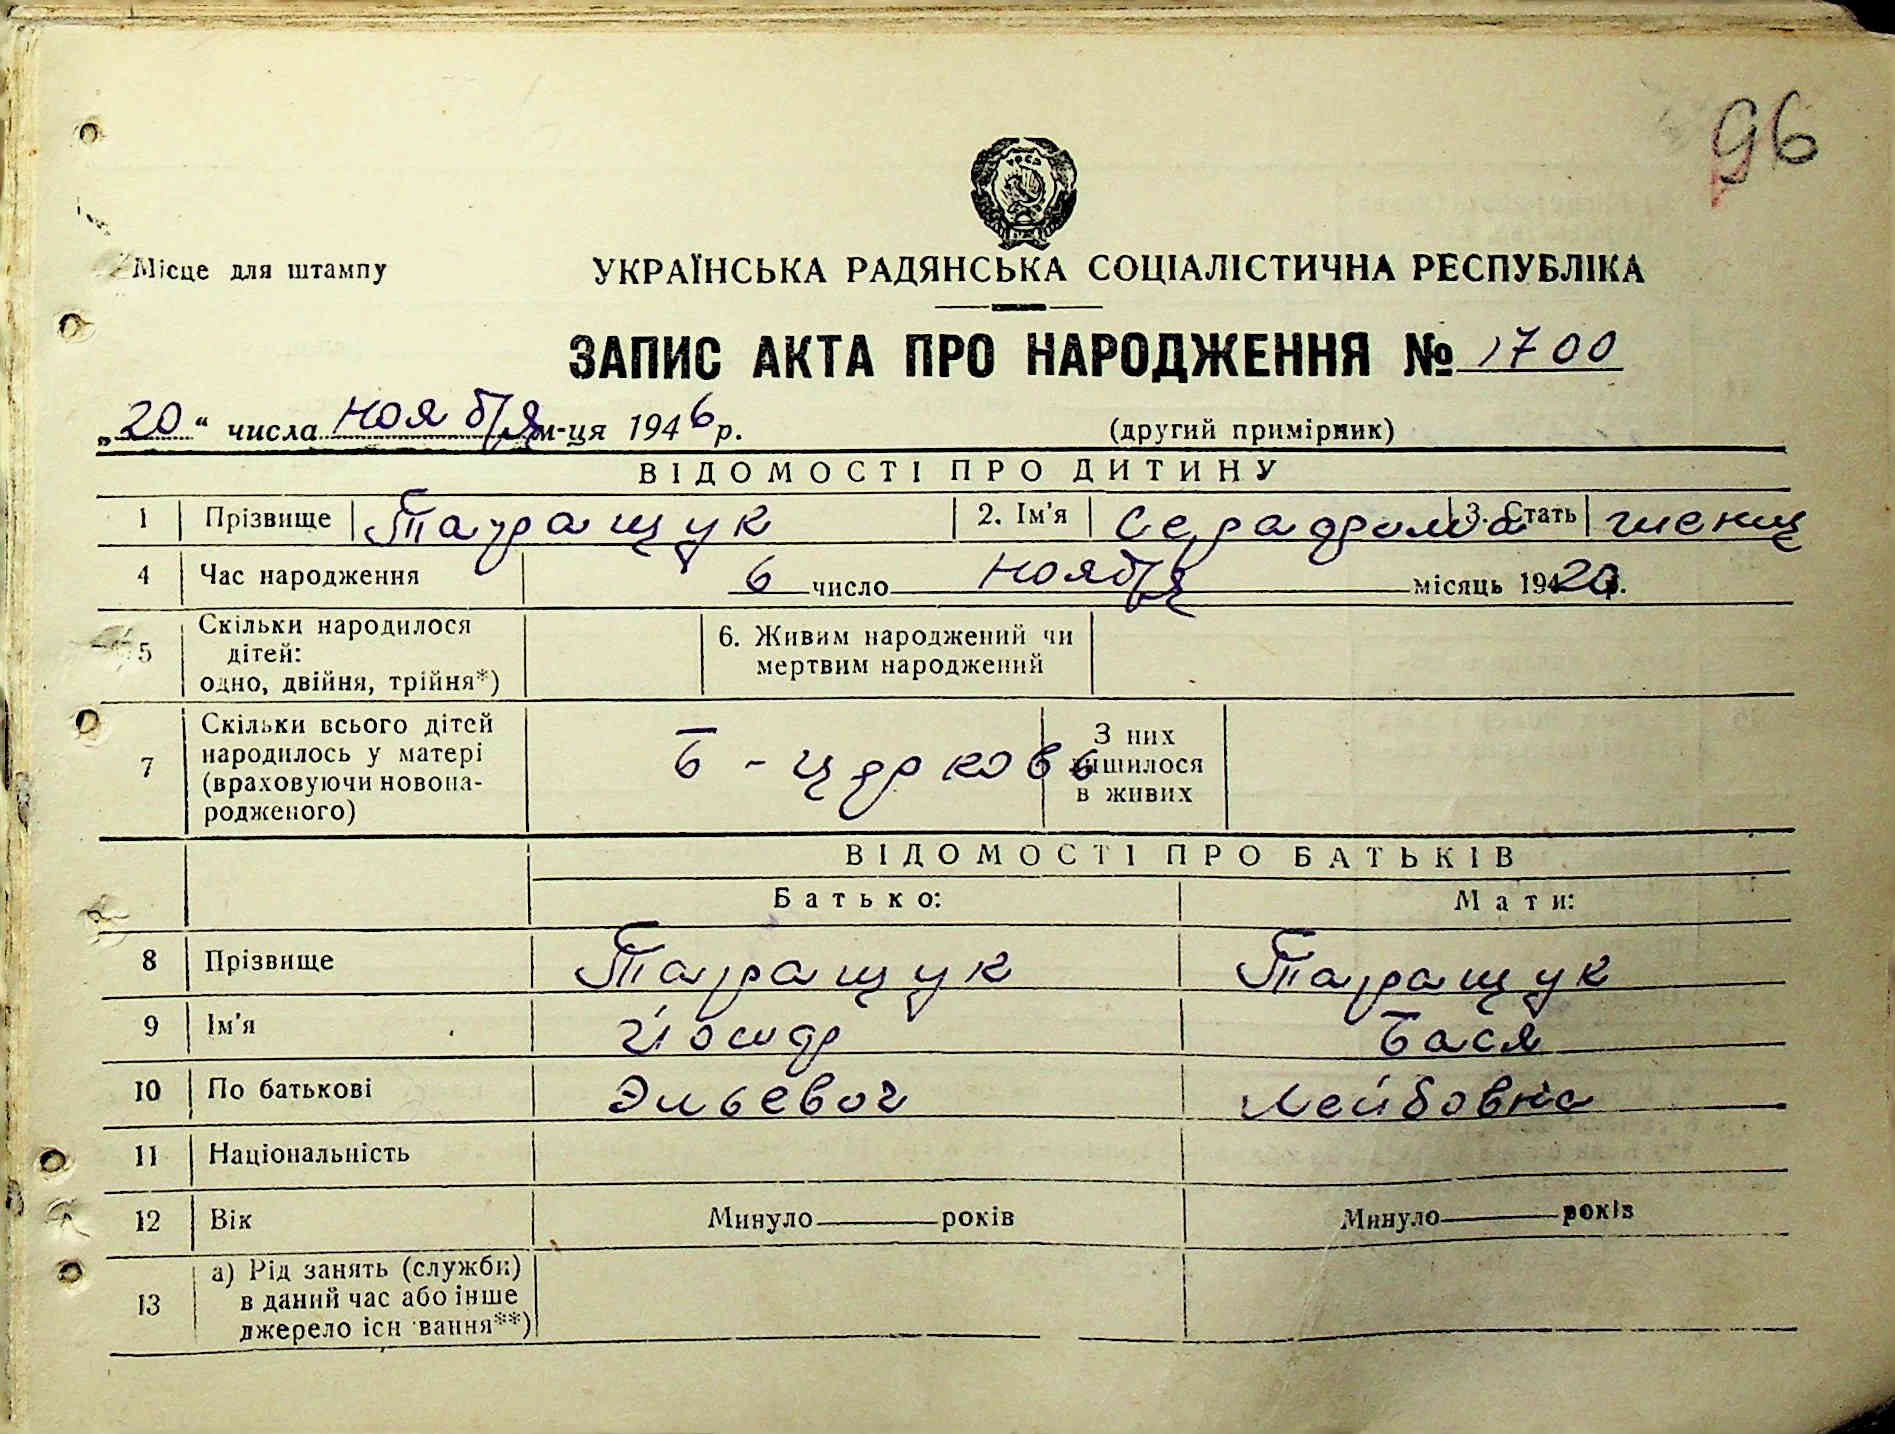 96
Місце для штампу
УКРАЇНСЬКА РАДЯНСЬКА СОЦІАЛІСТИЧНА РЕСПУБЛІКА
ЗАПИС АКТА ПРО НАРОДЖЕННЯ № 1700
„20“ числа ноября м-ця 1946 р.
(другий примірник)
ВІДОМОСТІ ПРО ДИТИНУ
1 Прізвище Таращук 2. Ім'я 3. Стать женщ
4 Час народження 6 число ноября місяць 1920 р.
5 Скільки народилося дітей: одно, двійня, трійня*) 6. Живим народжений чи мертвим народжений
7 Скільки всього дітей народилось у матері (враховуючи новонародженого) Б-Церковь З них лишилося в живих
ВІДОМОСТІ ПРО БАТЬКІВ
Батько: Мати:
8 Прізвище Таращук Таращук
9 Ім'я Йосиф Бася
10 По батькові Эльевич Лейбовна
11 Національність
12 Вік Минуло років Минуло років
13 а) Рід занять (служби) в даний час або інше джерело існування**)